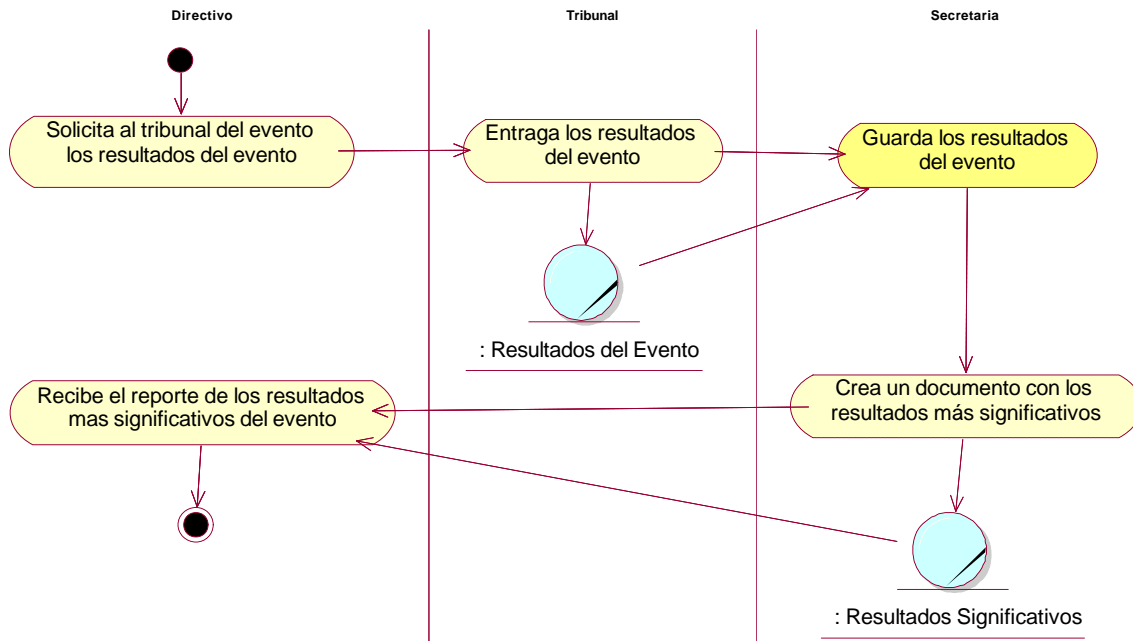 Directivo
Tribunal
Secretaria
Solicita al tribunal del evento
los resultados del evento
Entraga los resultados
del evento
Guarda los resultados
del evento
: Resultados del Evento
Recibe el reporte de los resultados
mas significativos del evento
Crea un documento con los
resultados más significativos
: Resultados Significativos